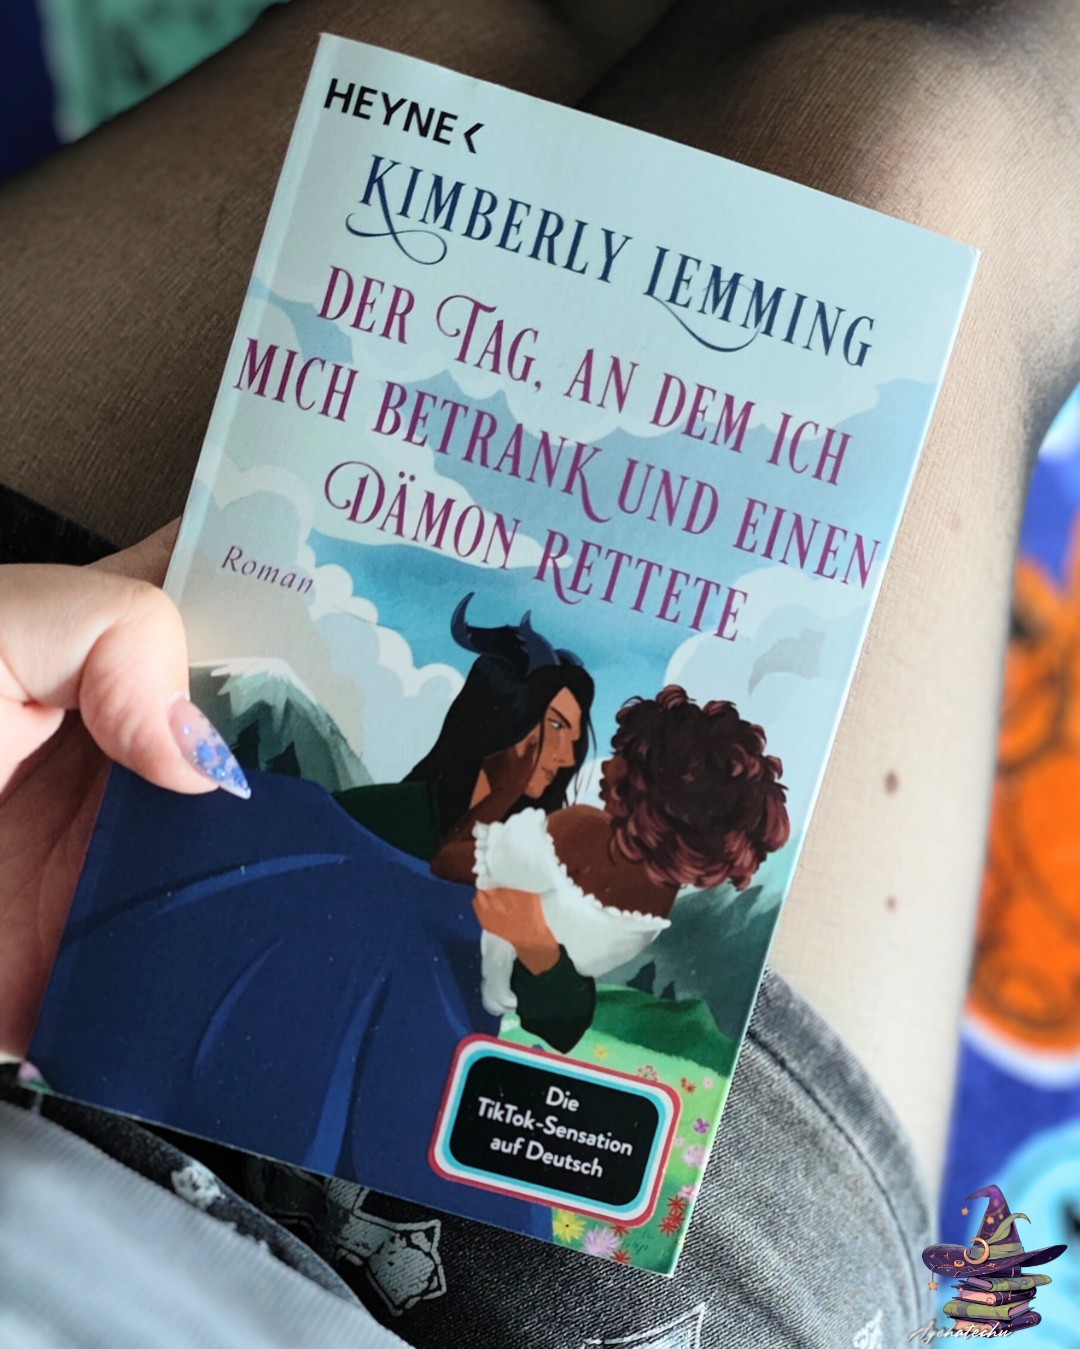 HEYNE
KIMBERLY LEMMING
DER TAG, AN DEM ICH
MICH BETRANK UND EINEN
DÄMON RETTETE
Roman
Die
TikTok-Sensation
auf Deutsch